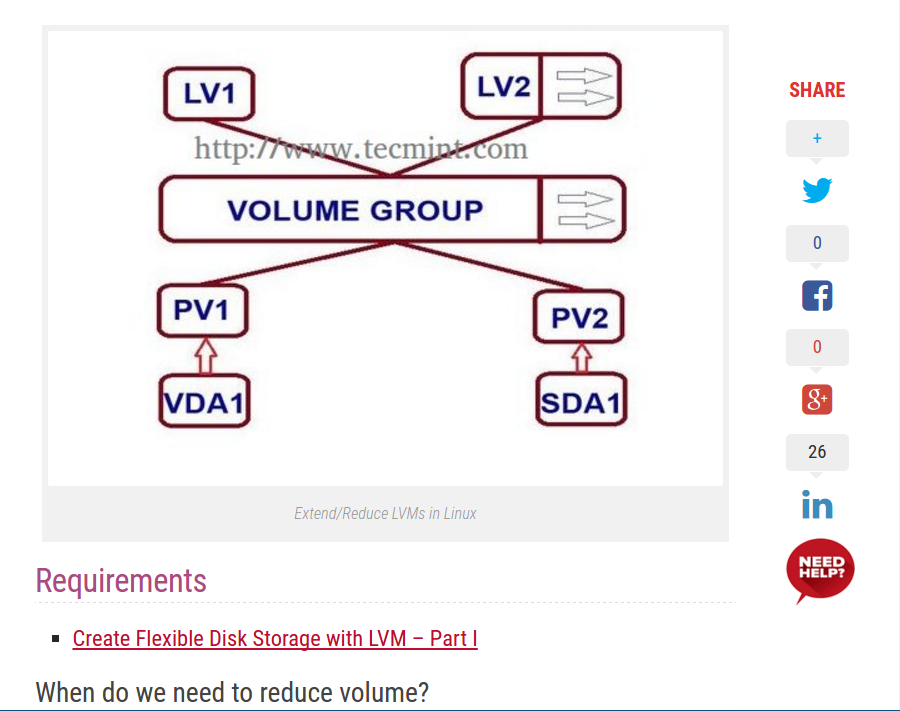 LV1
LV2
http://www.tecmint.com
VOLUME GROUP
PV1
PV2
VDA1
SDA1
Extend/Reduce LVMs in Linux
Requirements
Create Flexible Disk Storage with LVM – Part I
When do we need to reduce volume?
SHARE
+
0
0
g+
26
in
NEED
HELP?